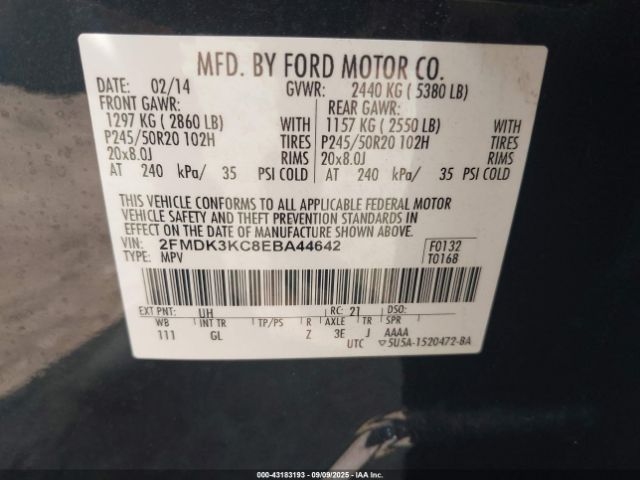 MFD. BY FORD MOTOR CO.
DATE: 02/14 GVWR: 2440 KG ( 5380 LB)
FRONT GAWR: REAR GAWR:
1297 KG ( 2860 LB) WITH 1157 KG ( 2550 LB) WITH
P245/50R20 102H TIRES P245/50R20 102H TIRES
20x8.0J RIMS 20x8.0J RIMS
AT 240 kPa/ 35 PSI COLD AT 240 kPa/ 35 PSI COLD
THIS VEHICLE CONFORMS TO ALL APPLICABLE FEDERAL MOTOR
VEHICLE SAFETY AND THEFT PREVENTION STANDARDS IN
EFFECT ON THE DATE OF MANUFACTURE SHOWN ABOVE.
VIN: 2FMDK3KC8EBA44642 F0132
TYPE: MPV T0168
EXT PNT: UH RC: 21 DSO:
WB INT TR TP/PS R AXLE TR SPR
111 GL Z 3E J AAAA
UTC ▽5U5A-1520472-BA
000-43183193 - 09/09/2025 - IAA Inc.